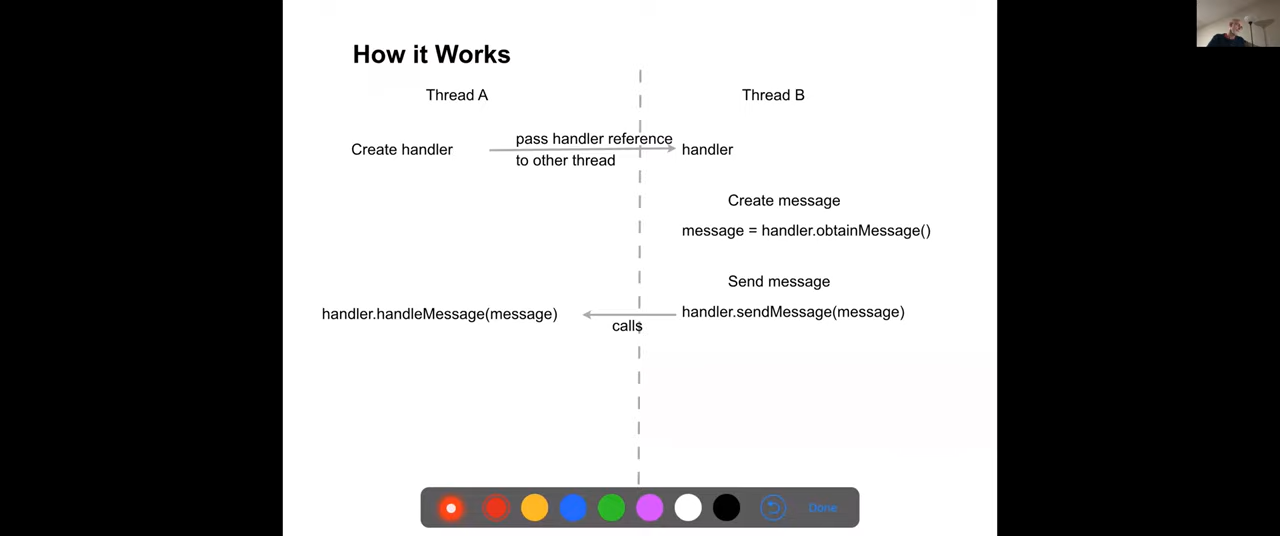 How it Works
Thread A
Thread B
Create handler
pass handler reference
to other thread
handler
Create message
message = handler.obtainMessage()
Send message
handler.handleMessage(message)
calls
handler.sendMessage(message)
Done